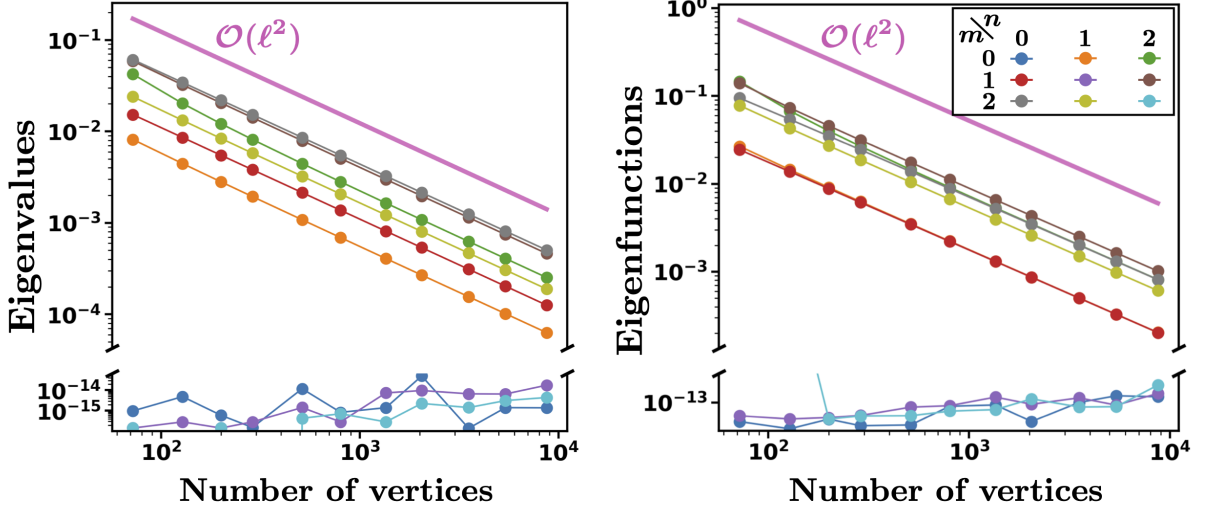 Eigenvalues
10⁻¹
10⁻²
10⁻³
10⁻⁴
10⁻¹⁴
10⁻¹⁵
𝒪(ℓ²)
10² 10³ 10⁴
Number of vertices
Eigenfunctions
10⁰
10⁻¹
10⁻²
10⁻³
10⁻¹³
𝒪(ℓ²)
m\n 0 1 2
0
1
2
10² 10³ 10⁴
Number of vertices